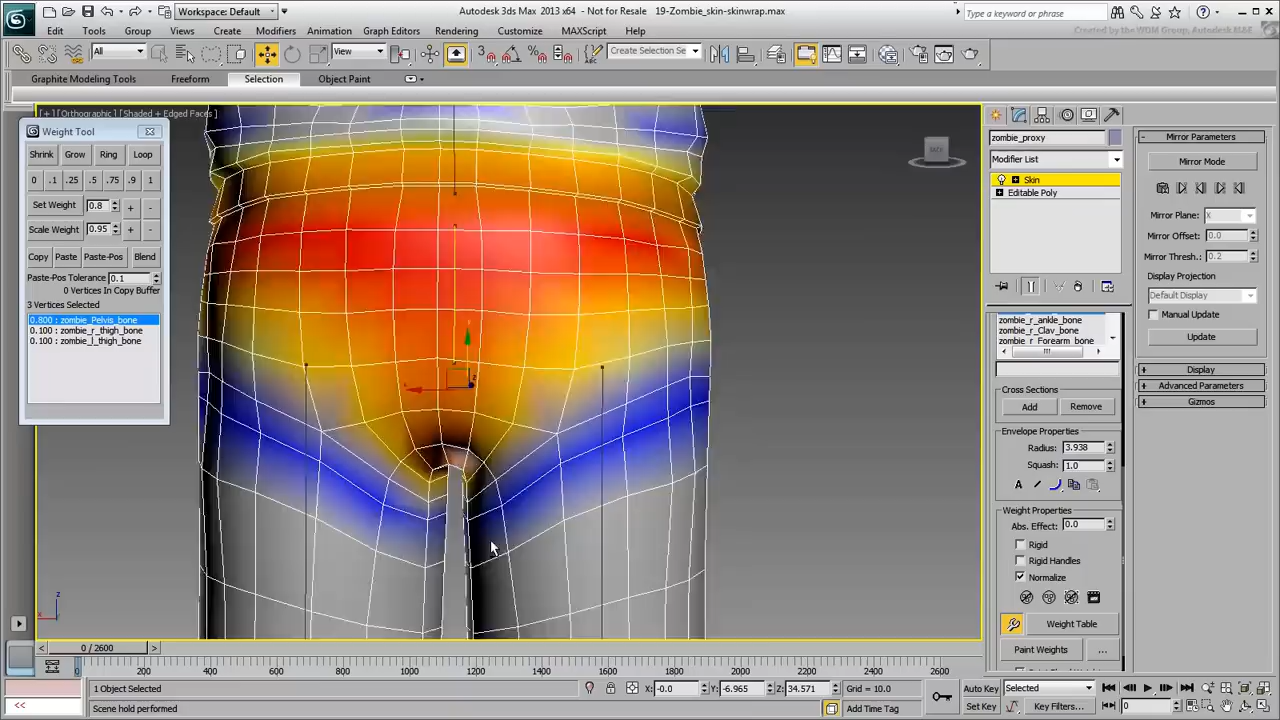 Workspace: Default
Autodesk 3ds Max 2013 x64 - Not for Resale 19-Zombie_skin-skinwrap.max
Type a keyword or phrase
Edit Tools Group Views Create Modifiers Animation Graph Editors Rendering Customize MAXScript Help
Created by the WGM Group, Autodesk M&E
All
View
Create Selection Se
Graphite Modeling Tools Freeform Selection Object Paint
[ + ] [Orthographic ] [Shaded + Edged Faces ]
Weight Tool
Shrink Grow Ring Loop
0 .1 .25 .5 .75 .9 1
Set Weight 0.8 + -
Scale Weight 0.95 + -
Copy Paste Paste-Pos Blend
Paste-Pos Tolerance 0.1
0 Vertices In Copy Buffer
3 Vertices Selected
0.800 : zombie_Pelvis_bone
0.100 : zombie_r_thigh_bone
0.100 : zombie_l_thigh_bone
BACK
zombie_proxy
Modifier List
Skin
Editable Poly
zombie_r_ankle_bone
zombie_r_Clav_bone
zombie_r_Forearm_bone
Cross Sections
Add Remove
Envelope Properties
Radius: 3.938
Squash: 1.0
Weight Properties
Abs. Effect: 0.0
Rigid
Rigid Handles
Normalize
Weight Table
Paint Weights ...
Mirror Parameters
Mirror Mode
Mirror Plane: X
Mirror Offset: 0.0
Mirror Thresh.: 0.2
Display Projection
Default Display
Manual Update
Update
Display
Advanced Parameters
Gizmos
0 / 2600
0 200 400 600 800 1000 1200 1400 1600 1800 2000 2200 2400 2600
1 Object Selected
X: -0.0 Y: -6.965 Z: 34.571 Grid = 10.0
Auto Key Selected
Scene hold performed
Add Time Tag
Set Key Key Filters... 0